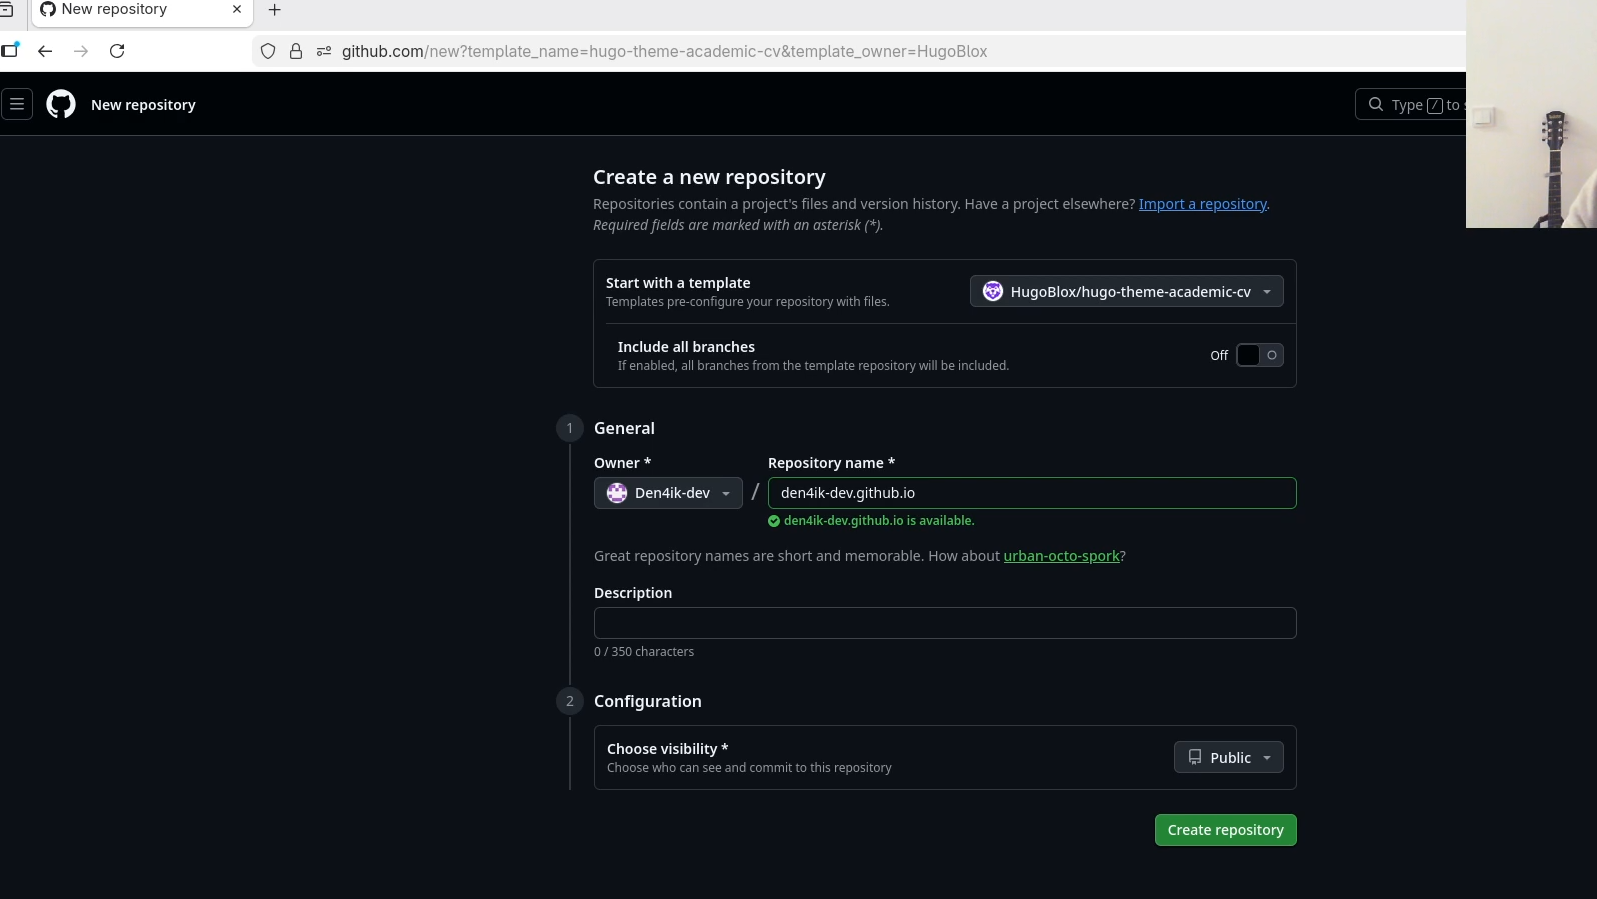 New repository
github.com/new?template_name=hugo-theme-academic-cv&template_owner=HugoBlox
New repository
Type / to
Create a new repository
Repositories contain a project's files and version history. Have a project elsewhere? Import a repository.
Required fields are marked with an asterisk (*).
Start with a template
Templates pre-configure your repository with files.
HugoBlox/hugo-theme-academic-cv
Include all branches
If enabled, all branches from the template repository will be included.
Off
1 General
Owner *
Repository name *
Den4ik-dev / den4ik-dev.github.io
den4ik-dev.github.io is available.
Great repository names are short and memorable. How about urban-octo-spork?
Description
0 / 350 characters
2 Configuration
Choose visibility *
Choose who can see and commit to this repository
Public
Create repository